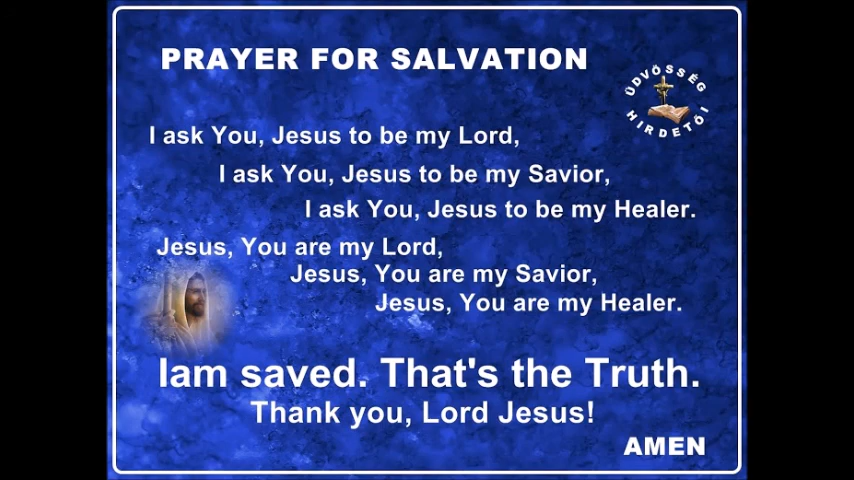 PRAYER FOR SALVATION
ÜDVÖSSÉG
HIRDETŐI
I ask You, Jesus to be my Lord,
I ask You, Jesus to be my Savior,
I ask You, Jesus to be my Healer.
Jesus, You are my Lord,
Jesus, You are my Savior,
Jesus, You are my Healer.
Iam saved. That's the Truth.
Thank you, Lord Jesus!
AMEN